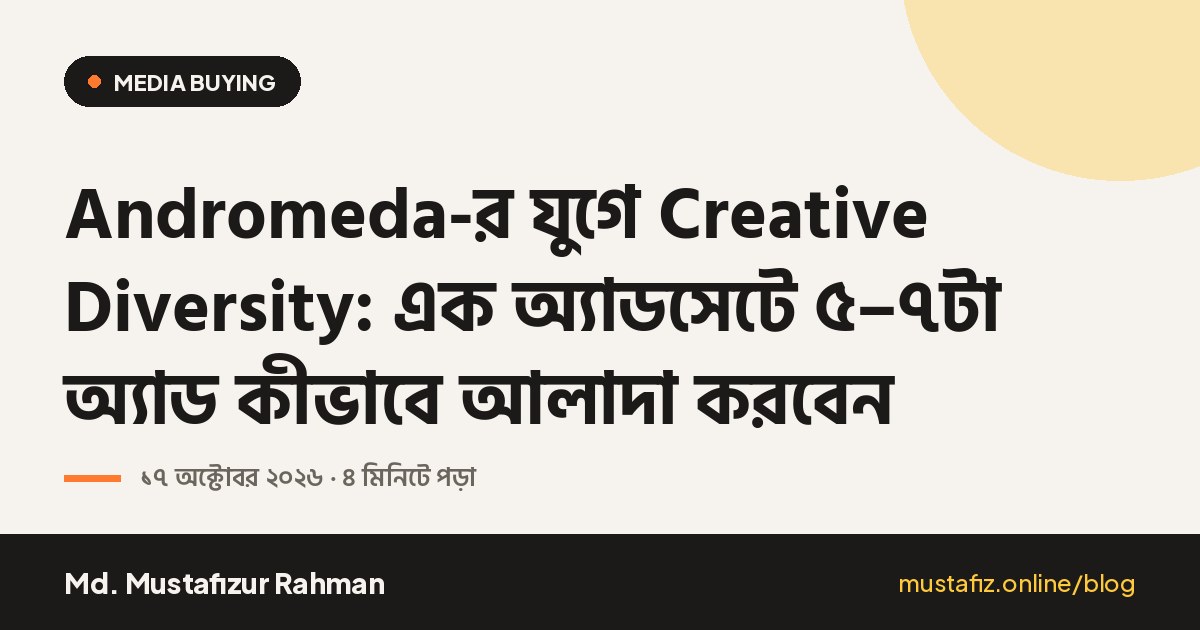 MEDIA BUYING
Andromeda-র যুগে Creative
Diversity: এক অ্যাডসেটে ৫–৭টা
অ্যাড কীভাবে আলাদা করবেন
১৭ অক্টোবর ২০২৬ · ৪ মিনিটে পড়া
Md. Mustafizur Rahman
mustafiz.online/blog